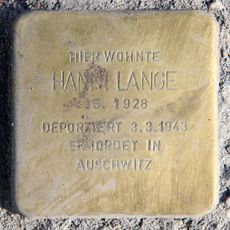 HIER WOHNTE
LANGE
JG. 1928
DEPORTIERT 3.3.1943
ERMORDET IN
AUSCHWITZ